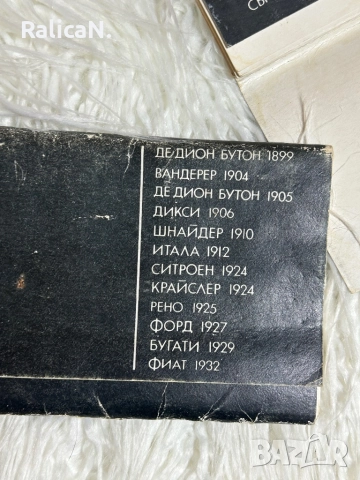 RalicaN.
СЪ
ДЕ ДИОН БУТОН 1899
ВАНДЕРЕР 1904
ДЕ ДИОН БУТОН 1905
ДИКСИ 1906
ШНАЙДЕР 1910
ИТАЛА 1912
СИТРОЕН 1924
КРАЙСЛЕР 1924
РЕНО 1925
ФОРД 1927
БУГАТИ 1929
ФИАТ 1932
BAZAR